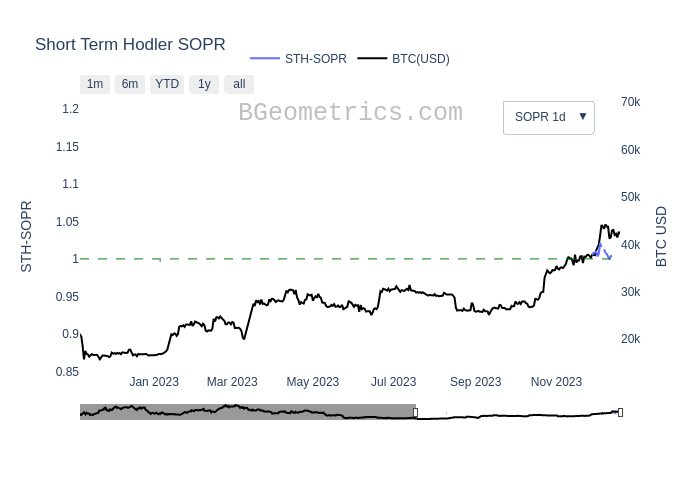 Short Term Hodler SOPR
STH-SOPR BTC(USD)
1m 6m YTD 1y all
BGeometrics.com
SOPR 1d ▼
1.2
1.15
1.1
1.05
1
0.95
0.9
0.85
STH-SOPR
70k
60k
50k
40k
30k
20k
BTC USD
Jan 2023 Mar 2023 May 2023 Jul 2023 Sep 2023 Nov 2023